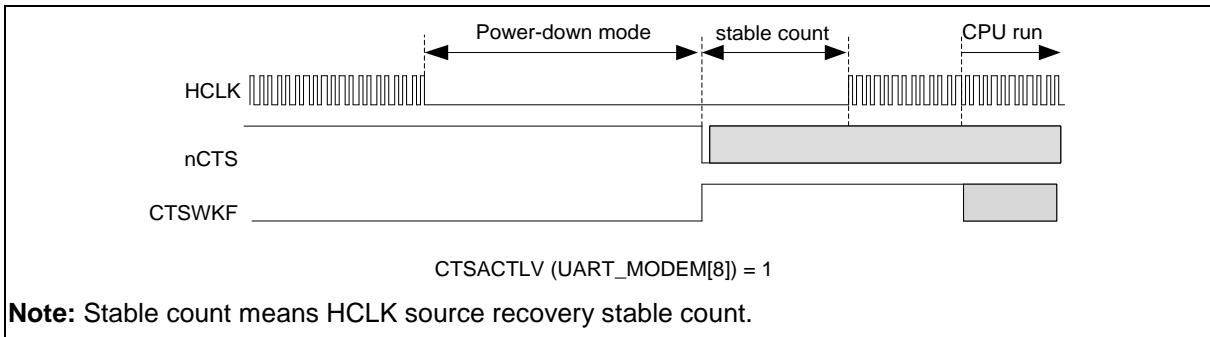 Power-down mode stable count CPU run
HCLK
nCTS
CTSWKF
CTSACTLV (UART_MODEM[8]) = 1
Note: Stable count means HCLK source recovery stable count.